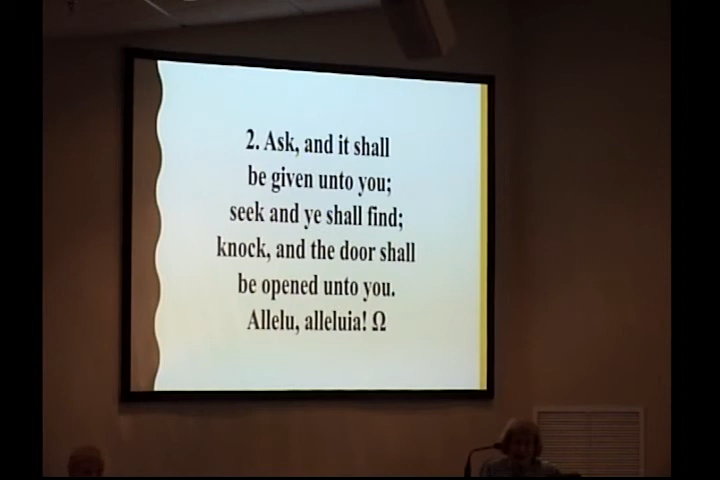 2. Ask, and it shall
be given unto you;
seek and ye shall find;
knock, and the door shall
be opened unto you.
Allelu, alleluia! Ω